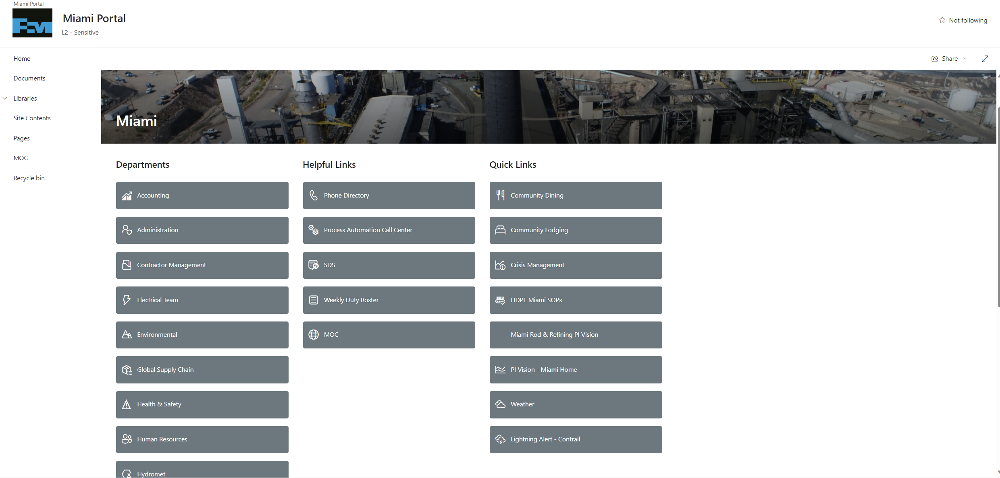 Miami Portal
FM
Miami Portal
L2 - Sensitive
Not following
Home
Documents
Libraries
Site Contents
Pages
MOC
Recycle bin
Share
Miami
Departments
Accounting
Administration
Contractor Management
Electrical Team
Environmental
Global Supply Chain
Health & Safety
Human Resources
Hydromet
Helpful Links
Phone Directory
Process Automation Call Center
SDS
Weekly Duty Roster
MOC
Quick Links
Community Dining
Community Lodging
Crisis Management
HDPE Miami SOPs
Miami Rod & Refining PI Vision
PI Vision - Miami Home
Weather
Lightning Alert - Contrail